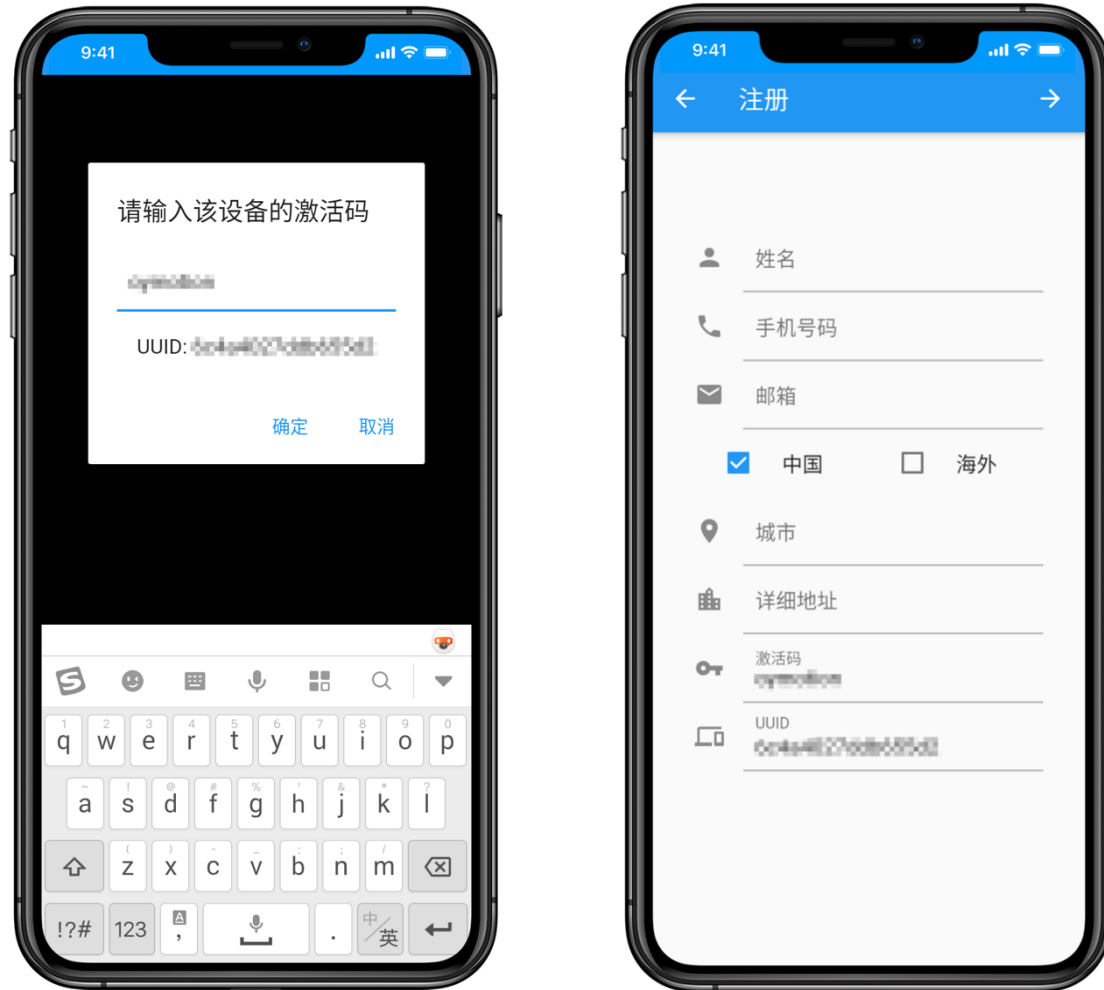 9:41
请输入该设备的激活码
UUID:
确定 取消
1 2 3 4 5 6 7 8 9 0
q w e r t y u i o p
~ ! @ # % ' & * ?
a s d f g h j k l
( ) - _ : ; /
z x c v b n m
!?# 123 A , . 中/英
9:41
注册
姓名
手机号码
邮箱
中国 海外
城市
详细地址
激活码
UUID